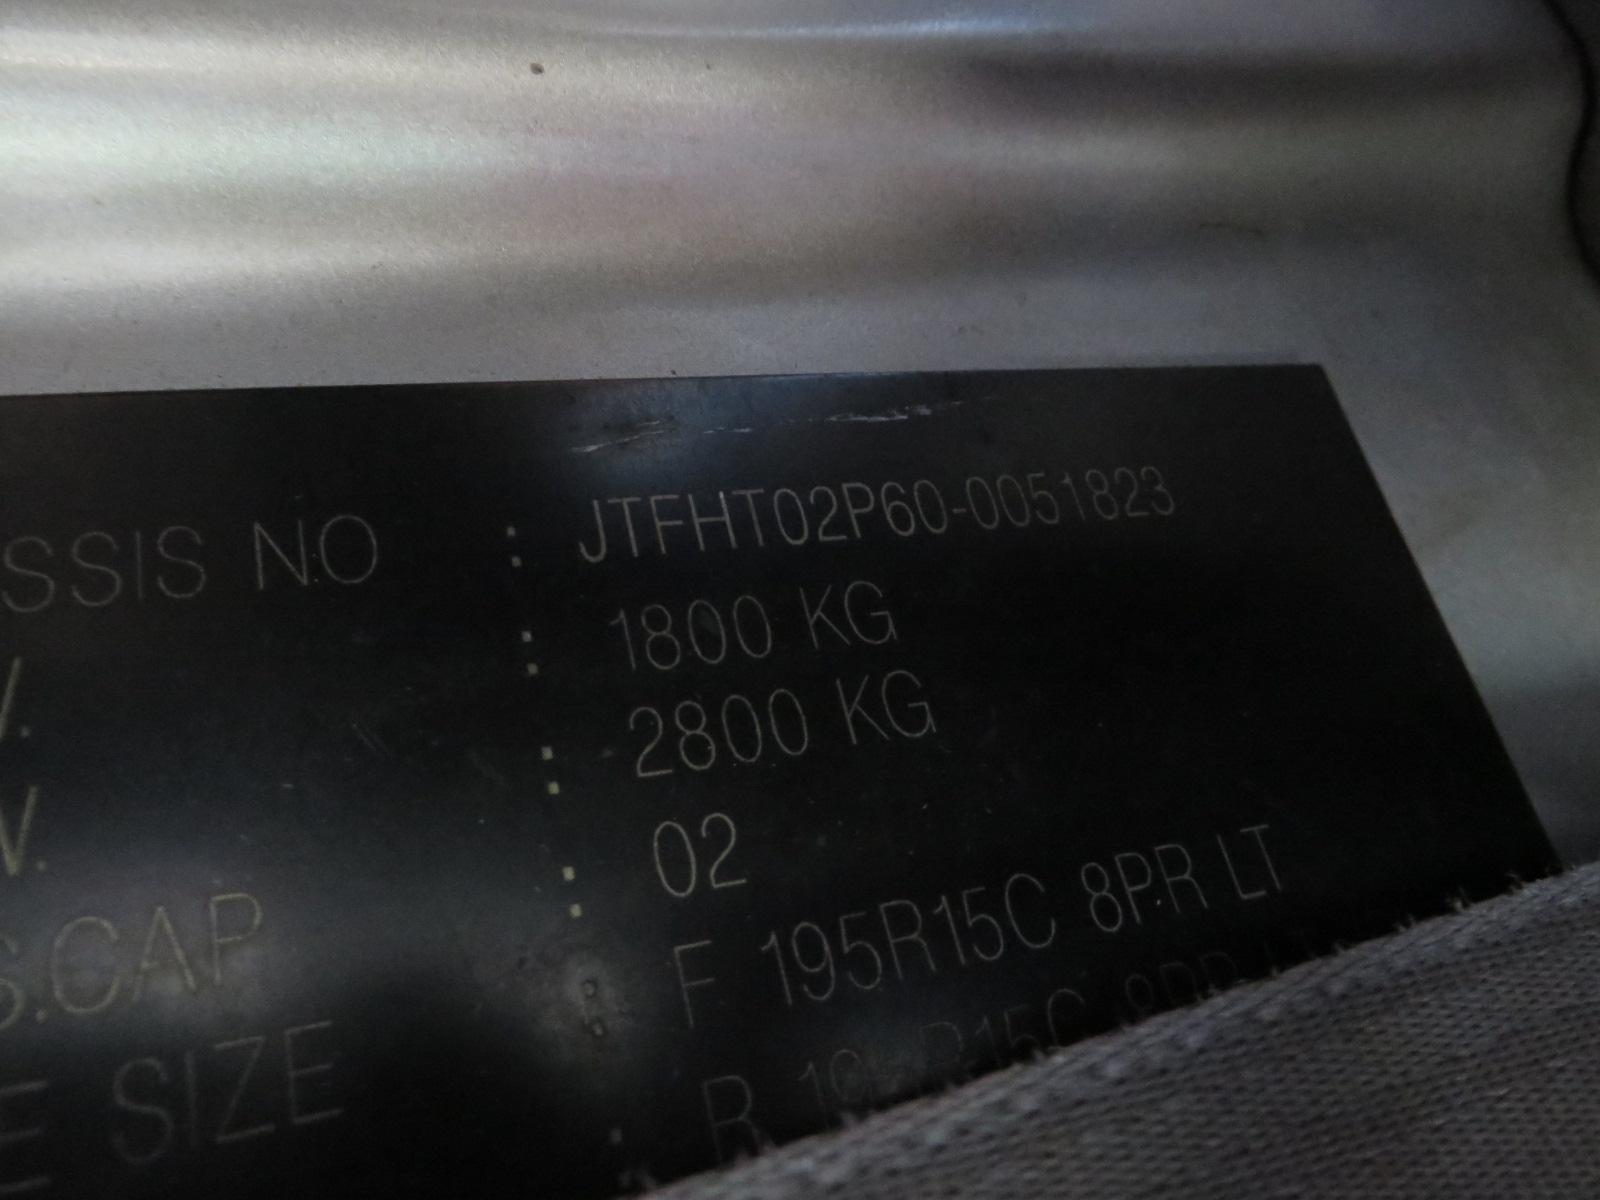 SSIS NO : JTFHT02P60-0051823
: 1800 KG
: 2800 KG
S.CAP : 02
E SIZE : F 195R15C 8PR LT
: R